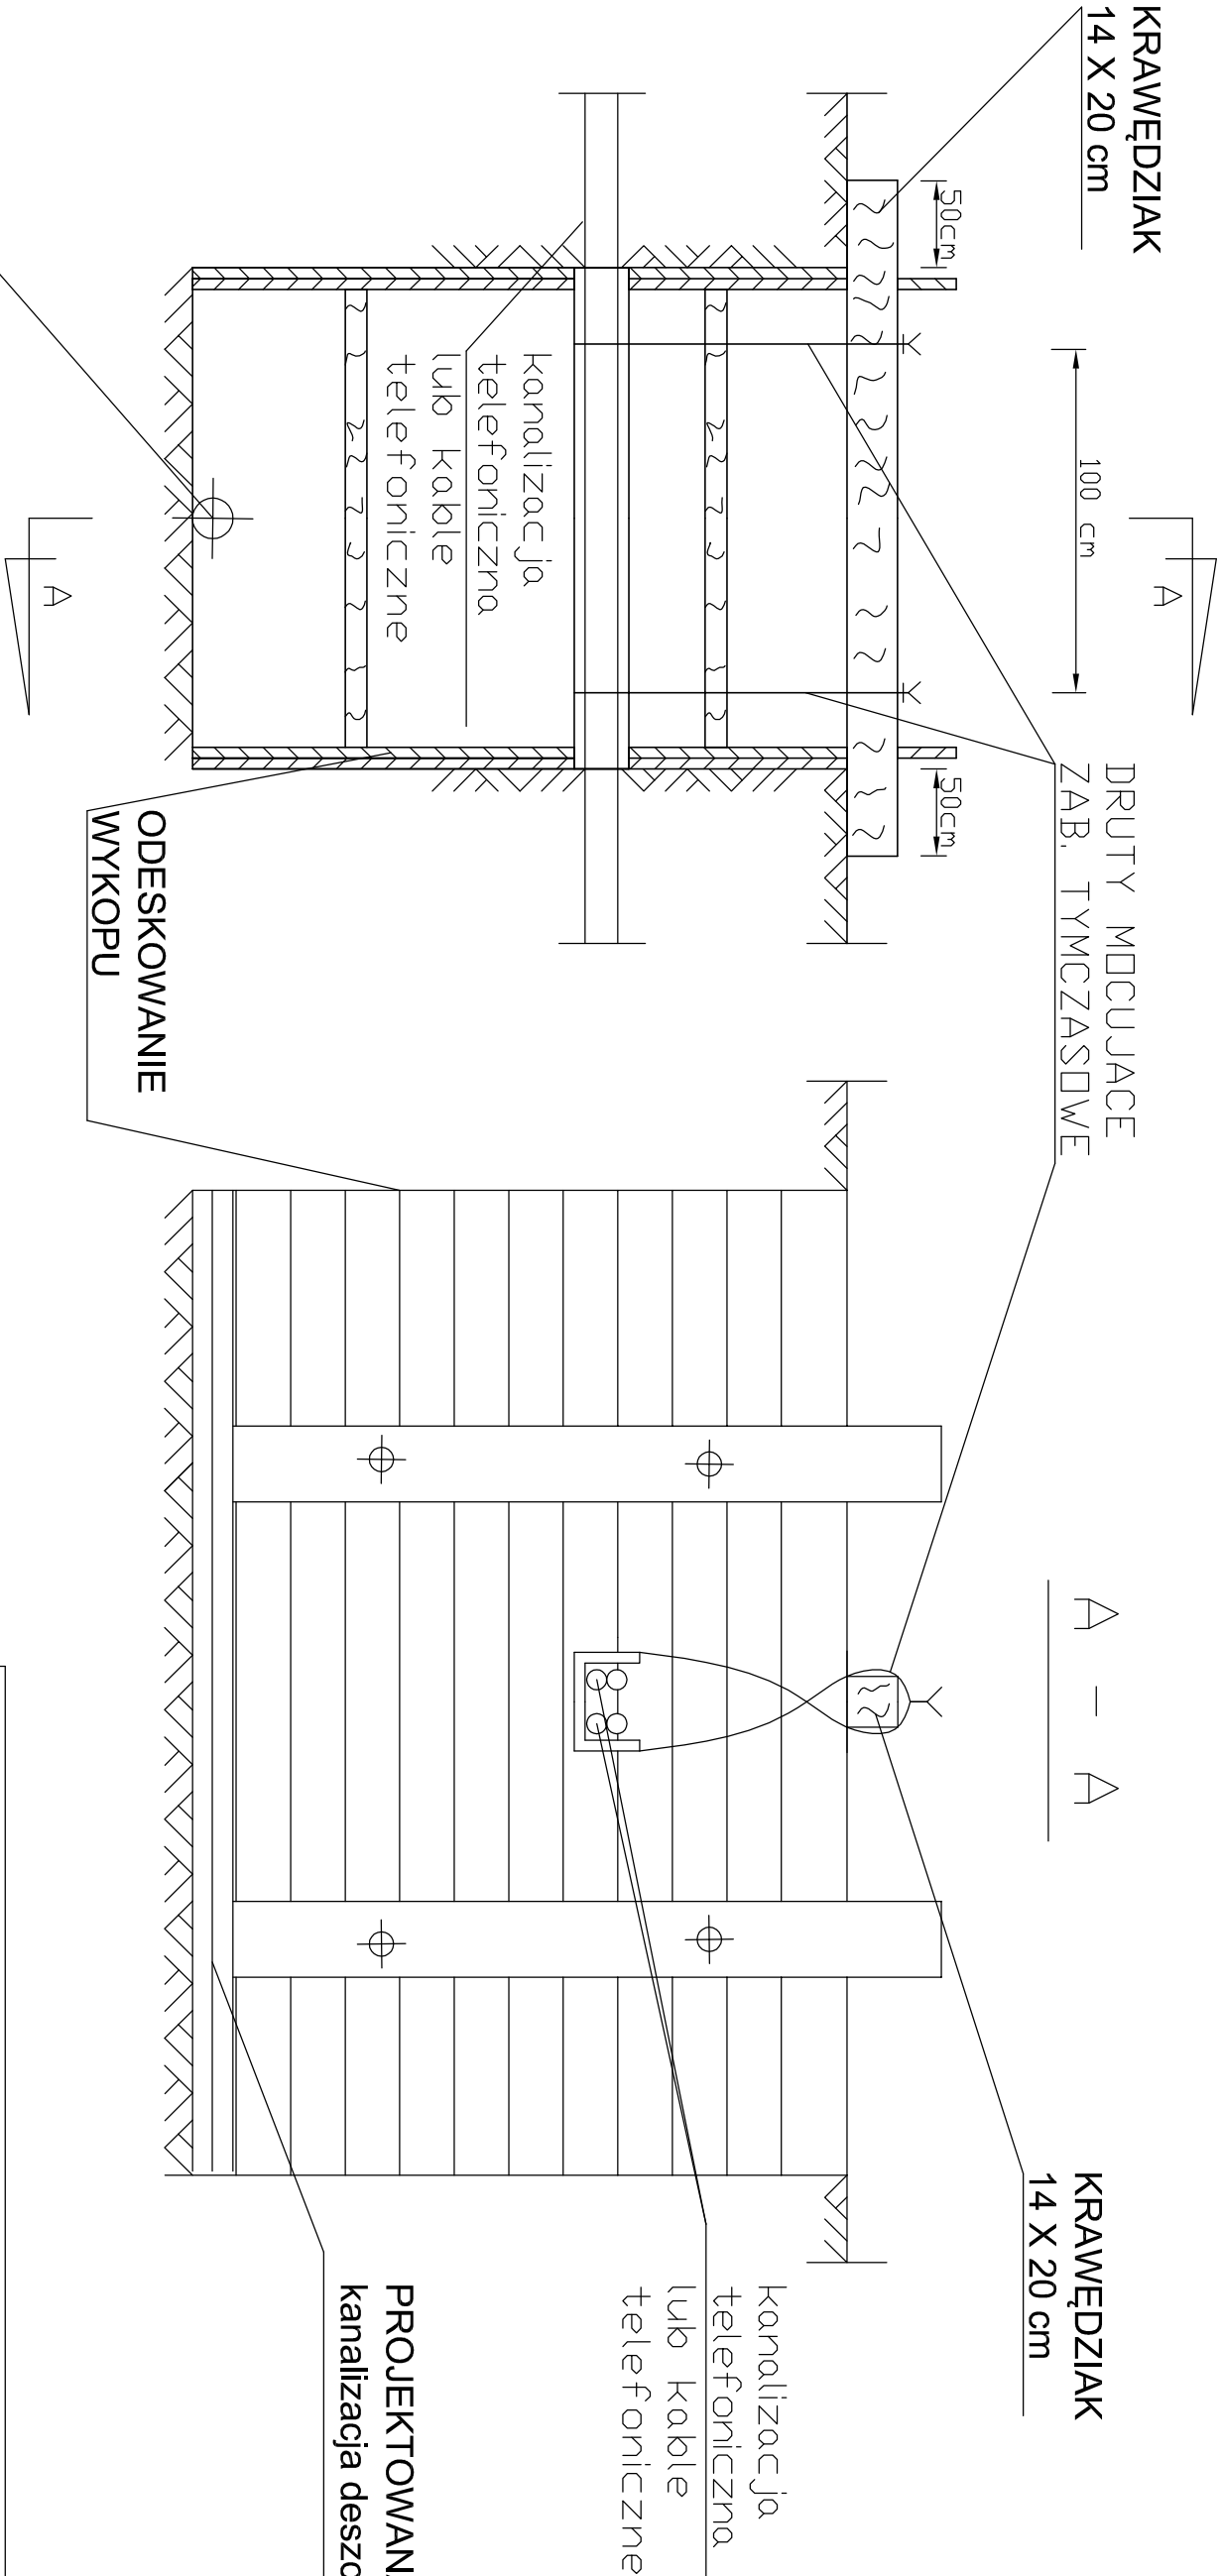 KRAWĘDZIAK
14 X 20 cm
50cm
100 cm
50cm
A
A
DRUTY MOCUJACE
ZAB. TYMCZASOWE
kanalizacja
telefoniczna
lub kable
telefoniczne
ODESKOWANIE
WYKOPU
A - A
KRAWĘDZIAK
14 X 20 cm
kanalizacja
telefoniczna
lub kable
telefoniczne
PROJEKTOWAN
kanalizacja deszc